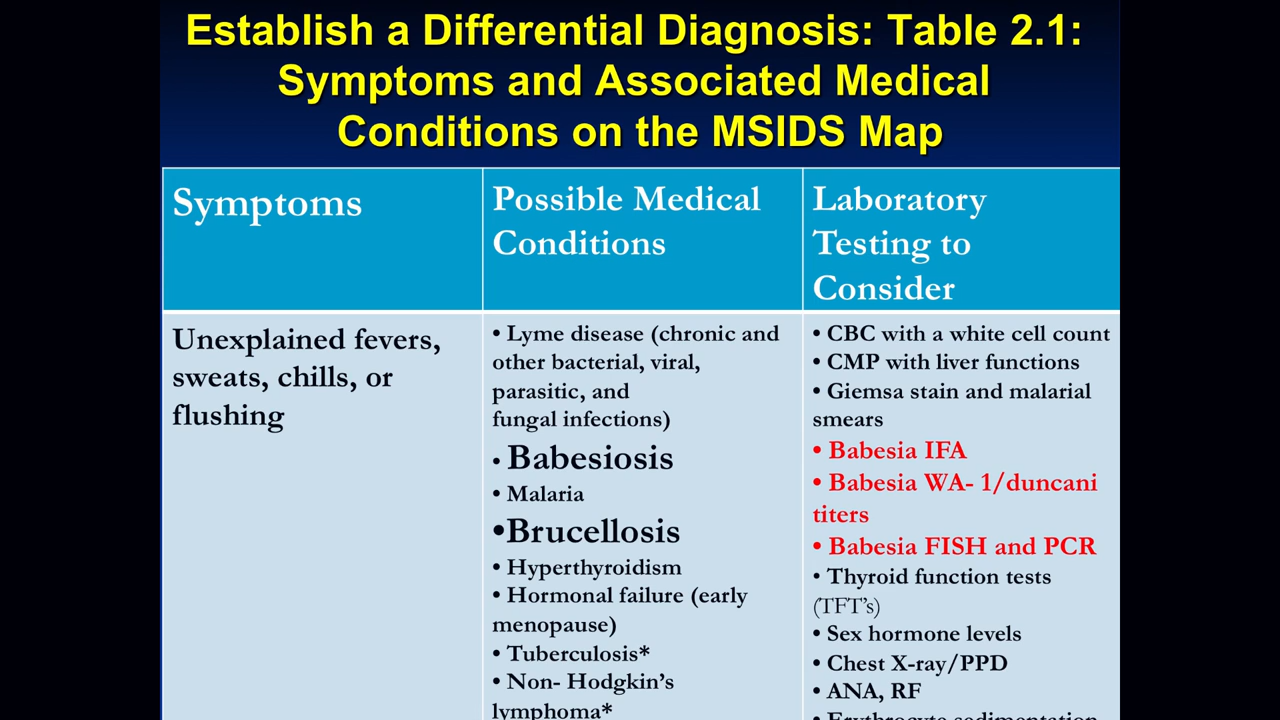 Establish a Differential Diagnosis: Table 2.1:
Symptoms and Associated Medical
Conditions on the MSIDS Map
Symptoms
Possible Medical
Conditions
Laboratory
Testing to
Consider
Unexplained fevers,
sweats, chills, or
flushing
• Lyme disease (chronic and
other bacterial, viral,
parasitic, and
fungal infections)
• Babesiosis
• Malaria
•Brucellosis
• Hyperthyroidism
• Hormonal failure (early
menopause)
• Tuberculosis*
• Non- Hodgkin's
lymphoma*
• CBC with a white cell count
• CMP with liver functions
• Giemsa stain and malarial
smears
• Babesia IFA
• Babesia WA- 1/duncani
titers
• Babesia FISH and PCR
• Thyroid function tests
(TFT's)
• Sex hormone levels
• Chest X-ray/PPD
• ANA, RF
• Erythrocyte sedimentation